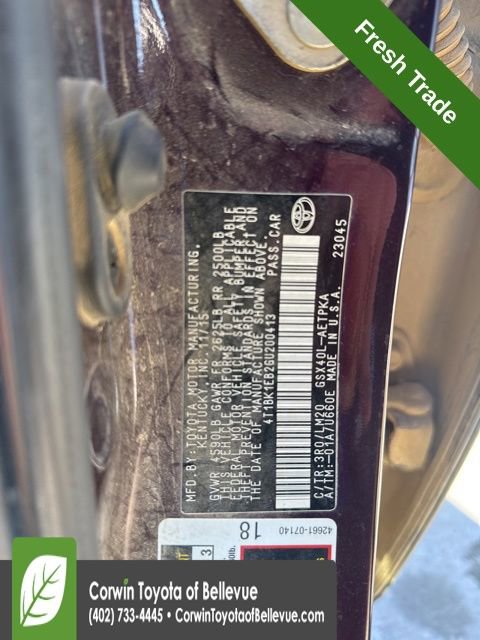 Fresh Trade
MFD.BY:TOYOTA MOTOR MANUFACTURING,
KENTUCKY, INC. 11/15
GVWR 4500LB GAWR FR 2625LB RR 2500LB
THIS VEHICLE CONFORMS TO ALL APPLICABLE
FEDERAL MOTOR VEHICLE SAFETY, BUMPER, AND
THEFT PREVENTION STANDARDS IN EFFECT ON
THE DATE OF MANUFACTURE SHOWN ABOVE.
4T1BK1EB2GU200413 PASS.CAR
C/TR:3R0/LM20 GSX40L-AETPKA
A/TM:-01A/U660E MADE IN U.S.A. 23045
42661-07140
18
3
Corwin Toyota of Bellevue
(402) 733-4445 • CorwinToyotaofBellevue.com